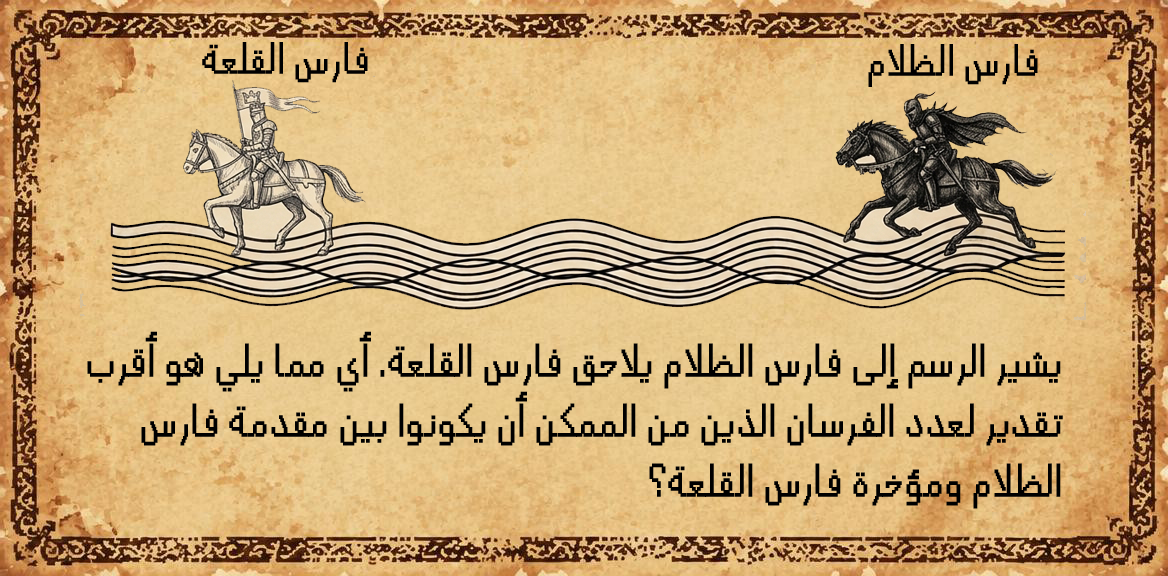 فارس الظلام
فارس القلعة
يشير الرسم إلى فارس الظلام يلاحق فارس القلعة. أي مما يلي هو أقرب
تقدير لعدد الفرسان الذين من الممكن أن يكونوا بين مقدمة فارس
الظلام ومؤخرة فارس القلعة؟